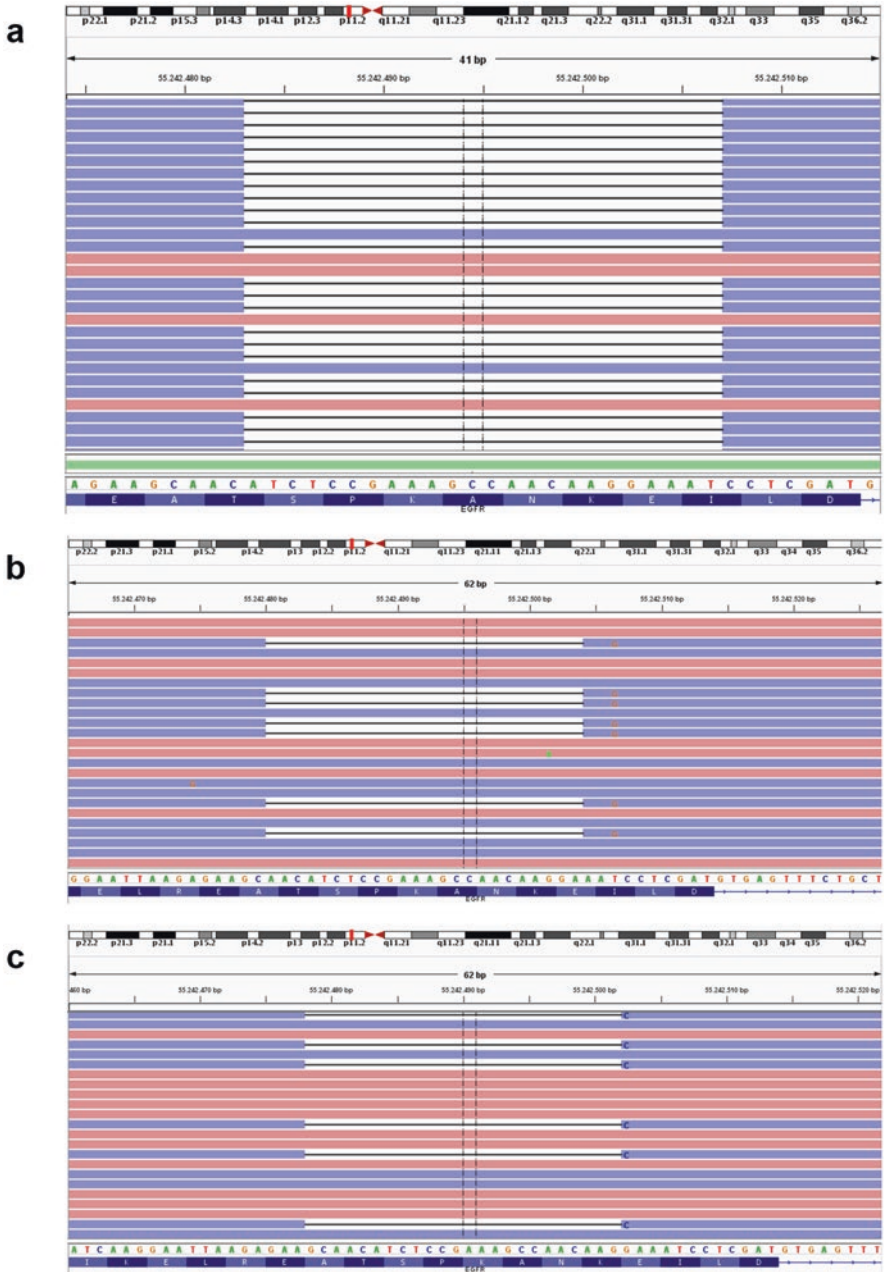 a
p22.1 p21.2 p15.3 p14.3 p14.1 p12.3 p11.2 q11.21 q11.23 q21.12 q21.3 q22.2 q31.1 q31.31 q32.2 q33 q35 q36.2
41 bp
55.242.480 bp 55.242.490 bp 55.242.500 bp 55.242.510 bp
A G A A G C A A C A T C T C C G A A A G C C A A C A A G G A A A T C C T C G A T G
E A T S P K A N K E I L D
EGFR
b
p22.2 p21.3 p21.1 p15.2 p14.2 p13 p12.2 p11.2 q11.21 q11.23 q21.11 q21.13 q22.1 q31.1 q31.31 q32.1 q33 q34 q35 q36.2
62 bp
55.242.470 bp 55.242.480 bp 55.242.490 bp 55.242.500 bp 55.242.510 bp 55.242.520 bp
G G A A T T A A G A G A A G C A A C A T C T C C G A A A G C C A A C A A G G A A A T C C T C G A T G T G A G T T T C T G C T
E L R E A T S P K A N K E I L D
EGFR
c
p22.2 p21.3 p21.1 p15.2 p14.2 p13 p12.2 p11.2 q11.21 q11.23 q21.11 q21.13 q22.1 q31.1 q31.31 q32.1 q33 q34 q35 q36.2
62 bp
460 bp 55.242.470 bp 55.242.480 bp 55.242.490 bp 55.242.500 bp 55.242.510 bp 55.242.520 bp
C
C
C
C
C
C
A T C A A G G A A T T A A G A G A A G C A A C A T C T C C G A A A G C C A A C A A G G A A A T C C T C G A T G T G A G T T T
I K E L R E A T S P K A N K E I L D
EGFR